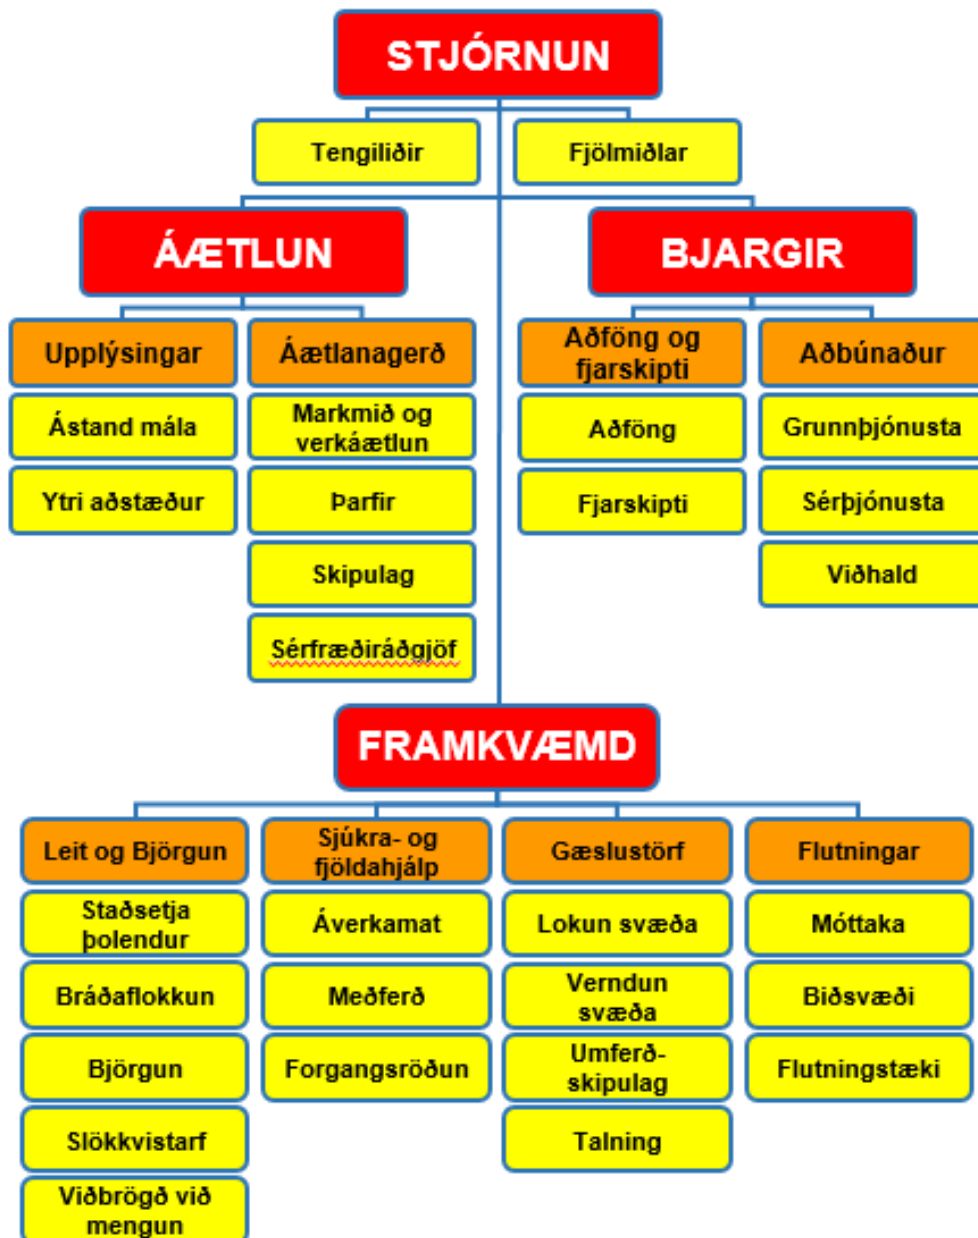 STJÓRNUN
Tengiliðir
Fjölmiðlar
ÁÆTLUN
BJARGIR
Upplýsingar
Ástand mála
Ytri aðstæður
Áætlanagerð
Markmið og
verkáætlun
Þarfir
Skipulag
Sérfræðiráðgjöf
Aðföng og
fjarskipti
Aðföng
Fjarskipti
Aðbúnaður
Grunnþjónusta
Sérþjónusta
Viðhald
FRAMKVÆMD
Leit og Björgun
Staðsetja
þolendur
Bráðaflokkun
Björgun
Slökkvistarf
Viðbrögð við
mengun
Sjúkra- og
fjöldahjálp
Áverkamat
Meðferð
Forgangsröðun
Gæslustörf
Lokun svæða
Verndun
svæða
Umferð-
skipulag
Talning
Flutningar
Móttaka
Biðsvæði
Flutningstæki